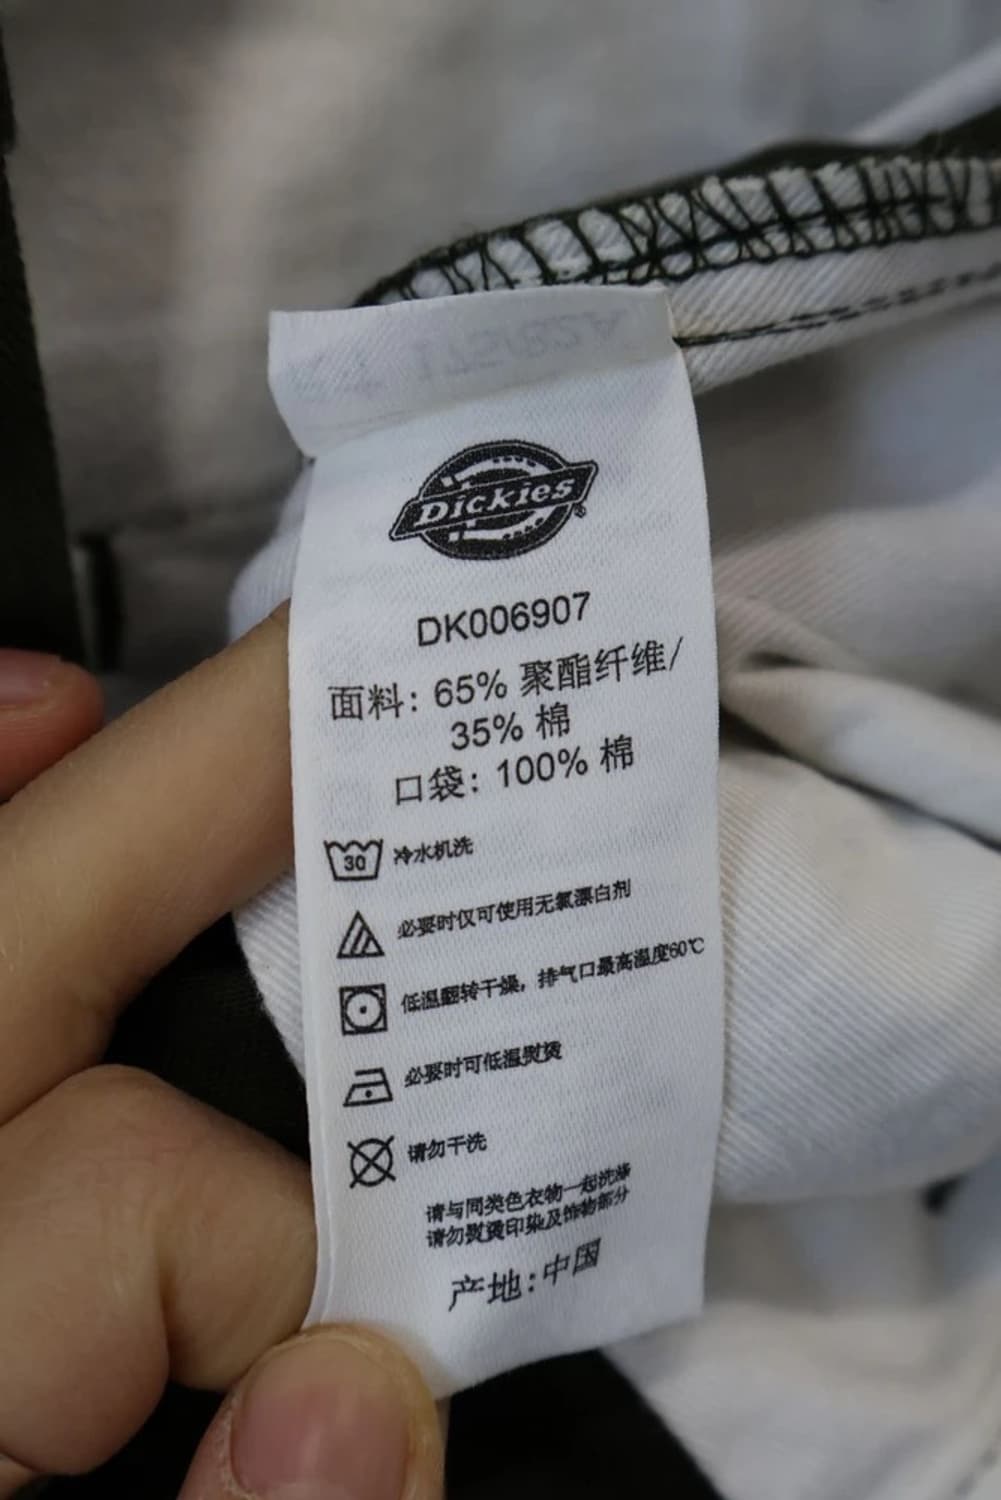 175/82A
Dickies
DK006907
面料: 65% 聚酯纤维/
35% 棉
口袋: 100% 棉
30 冷水机洗
必要时仅可使用无氯漂白剂
低温翻转干燥，排气口最高温度60℃
必要时可低温熨烫
请勿干洗
请与同类色衣物一起洗涤
请勿熨烫印染及饰物部分
产地:中国